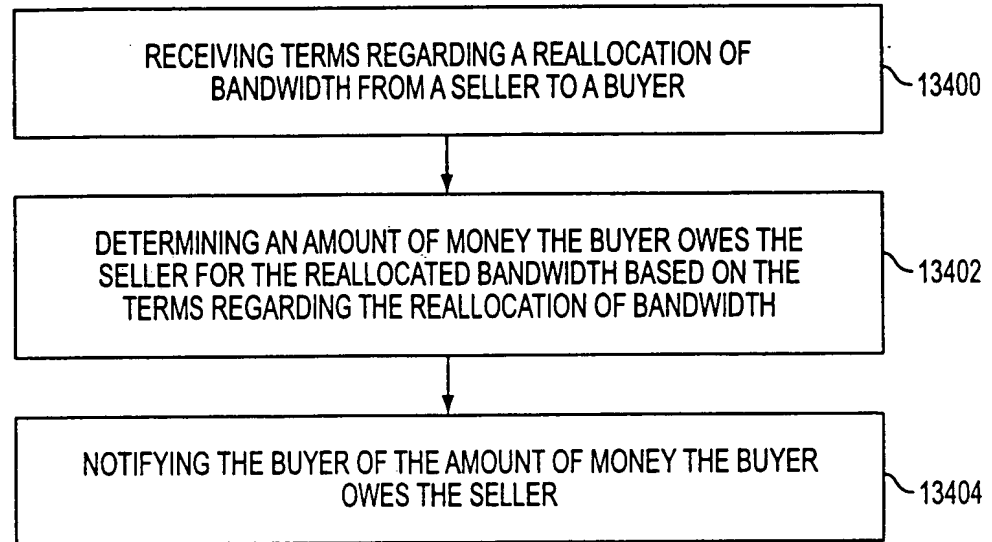 RECEIVING TERMS REGARDING A REALLOCATION OF
BANDWIDTH FROM A SELLER TO A BUYER
13400
DETERMINING AN AMOUNT OF MONEY THE BUYER OWES THE
SELLER FOR THE REALLOCATED BANDWIDTH BASED ON THE
TERMS REGARDING THE REALLOCATION OF BANDWIDTH
13402
NOTIFYING THE BUYER OF THE AMOUNT OF MONEY THE BUYER
OWES THE SELLER
13404